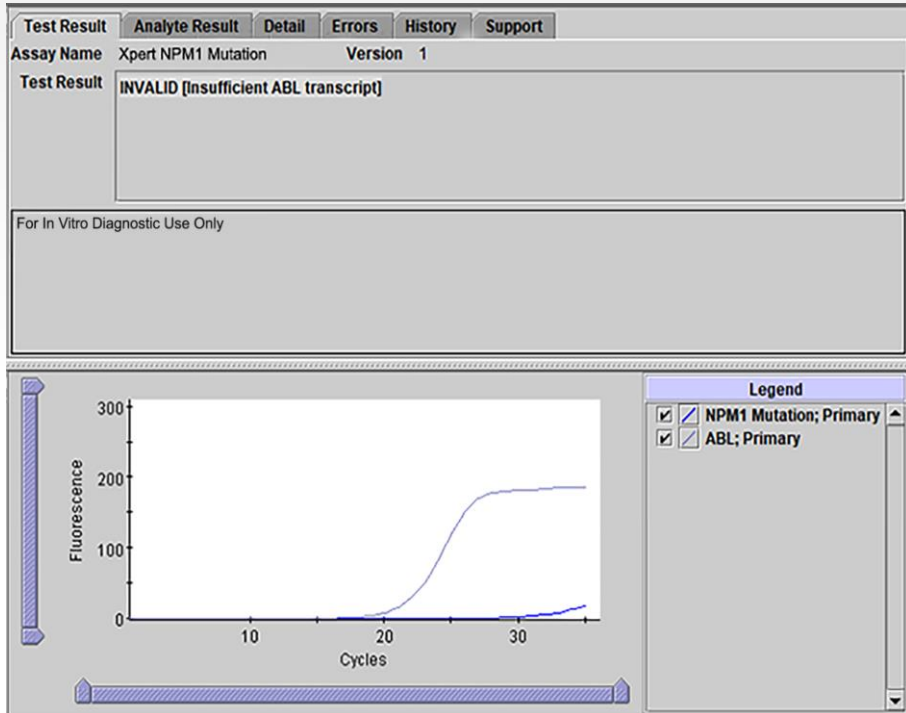 Test Result Analyte Result Detail Errors History Support
Assay Name Xpert NPM1 Mutation Version 1
Test Result INVALID [Insufficient ABL transcript]
For In Vitro Diagnostic Use Only
300
200
100
0
Fluorescence
10 20 30
Cycles
Legend
NPM1 Mutation; Primary
ABL; Primary